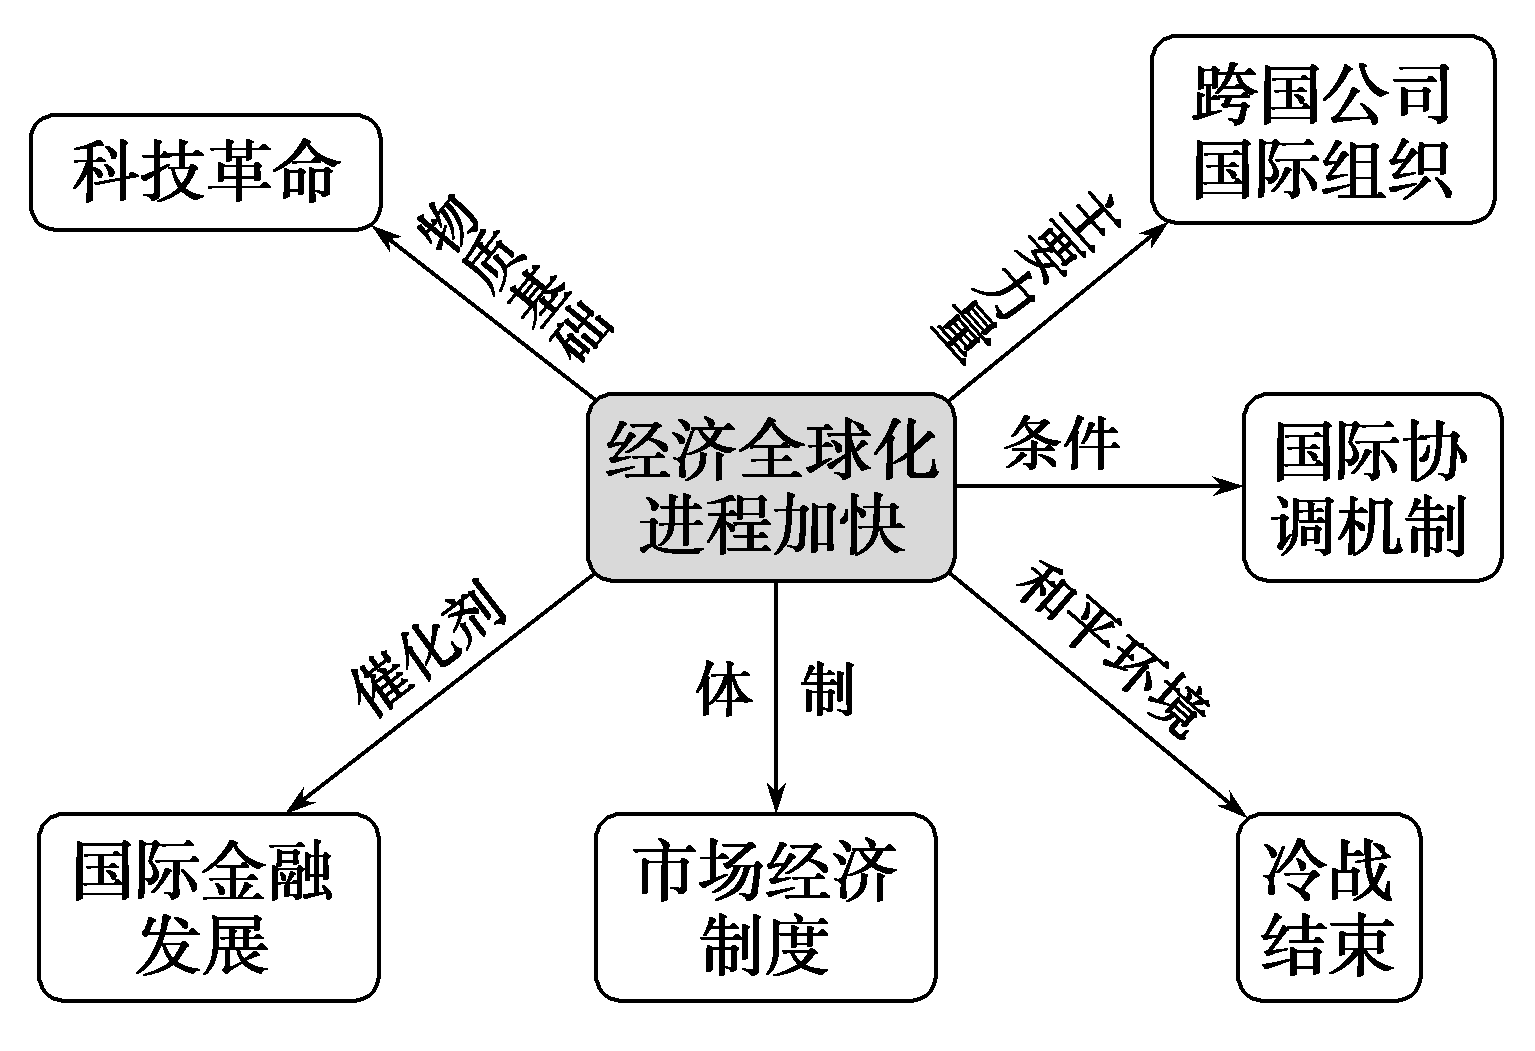 跨国公司
国际组织
科技革命
物质基础
主要力量
经济全球化
进程加快
条件
国际协
调机制
催化剂
体制
和平环境
国际金融
发展
市场经济
制度
冷战
结束